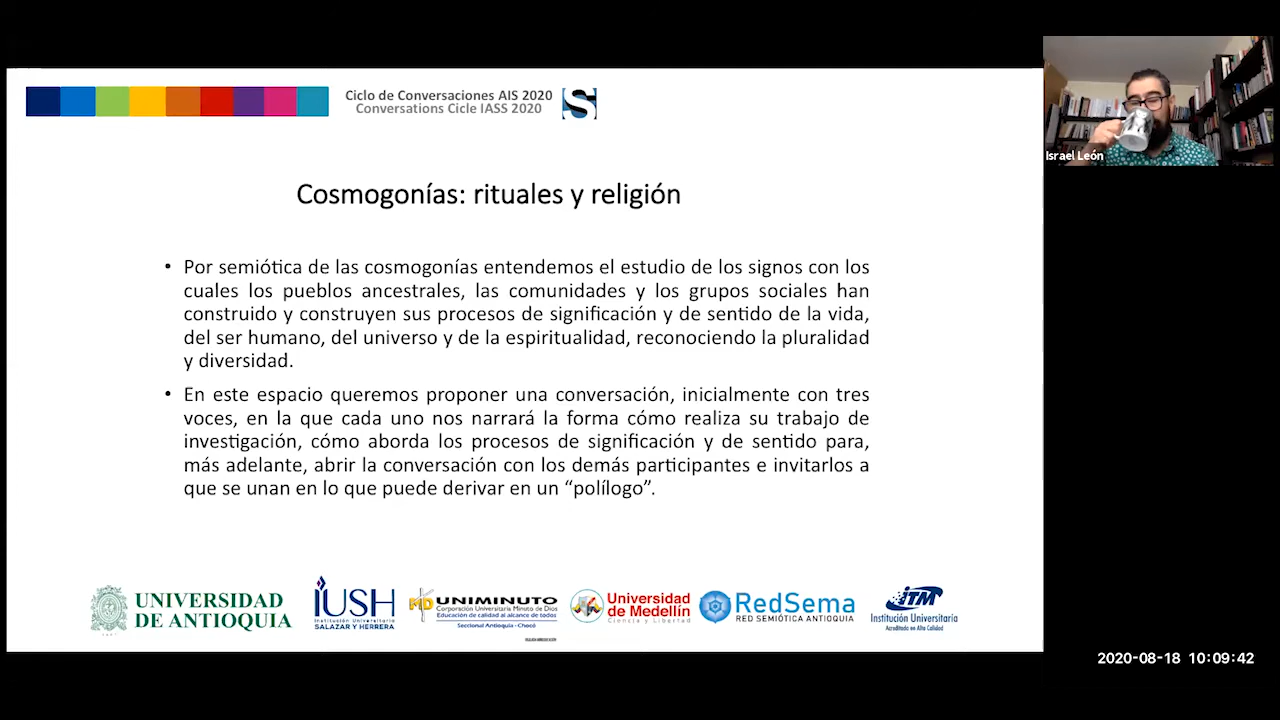 Ciclo de Conversaciones AIS 2020
Conversations Cicle IASS 2020
S
Cosmogonías: rituales y religión
• Por semiótica de las cosmogonías entendemos el estudio de los signos con los
cuales los pueblos ancestrales, las comunidades y los grupos sociales han
construido y construyen sus procesos de significación y de sentido de la vida,
del ser humano, del universo y de la espiritualidad, reconociendo la pluralidad
y diversidad.
• En este espacio queremos proponer una conversación, inicialmente con tres
voces, en la que cada uno nos narrará la forma cómo realiza su trabajo de
investigación, cómo aborda los procesos de significación y de sentido para,
más adelante, abrir la conversación con los demás participantes e invitarlos a
que se unan en lo que puede derivar en un “polílogo”.
UNIVERSIDAD
DE ANTIOQUIA
IUSH
Institución Universitaria
SALAZAR Y HERRERA
MD UNIMINUTO
Corporación Universitaria Minuto de Dios
Educación de calidad al alcance de todos
Seccional Antioquia - Chocó
Universidad
de Medellín
Ciencia y Libertad
RedSema
RED SEMIÓTICA ANTIOQUIA
ITM
Institución Universitaria
Acreditada en Alta Calidad
Israel León
2020-08-18 10:09:42